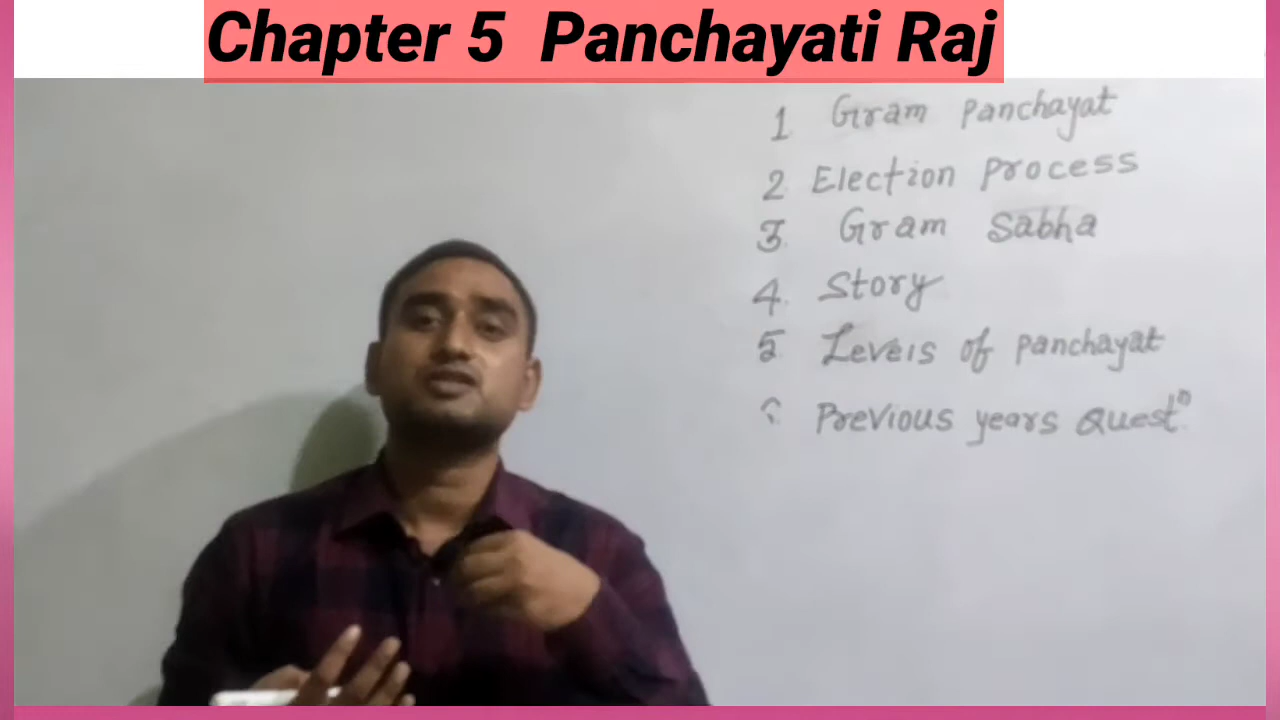 Chapter 5 Panchayati Raj
1 Gram Panchayat
2 Election Process
3. Gram Sabha
4. Story
5 Levels of panchayat
Previous years Questⁿ.